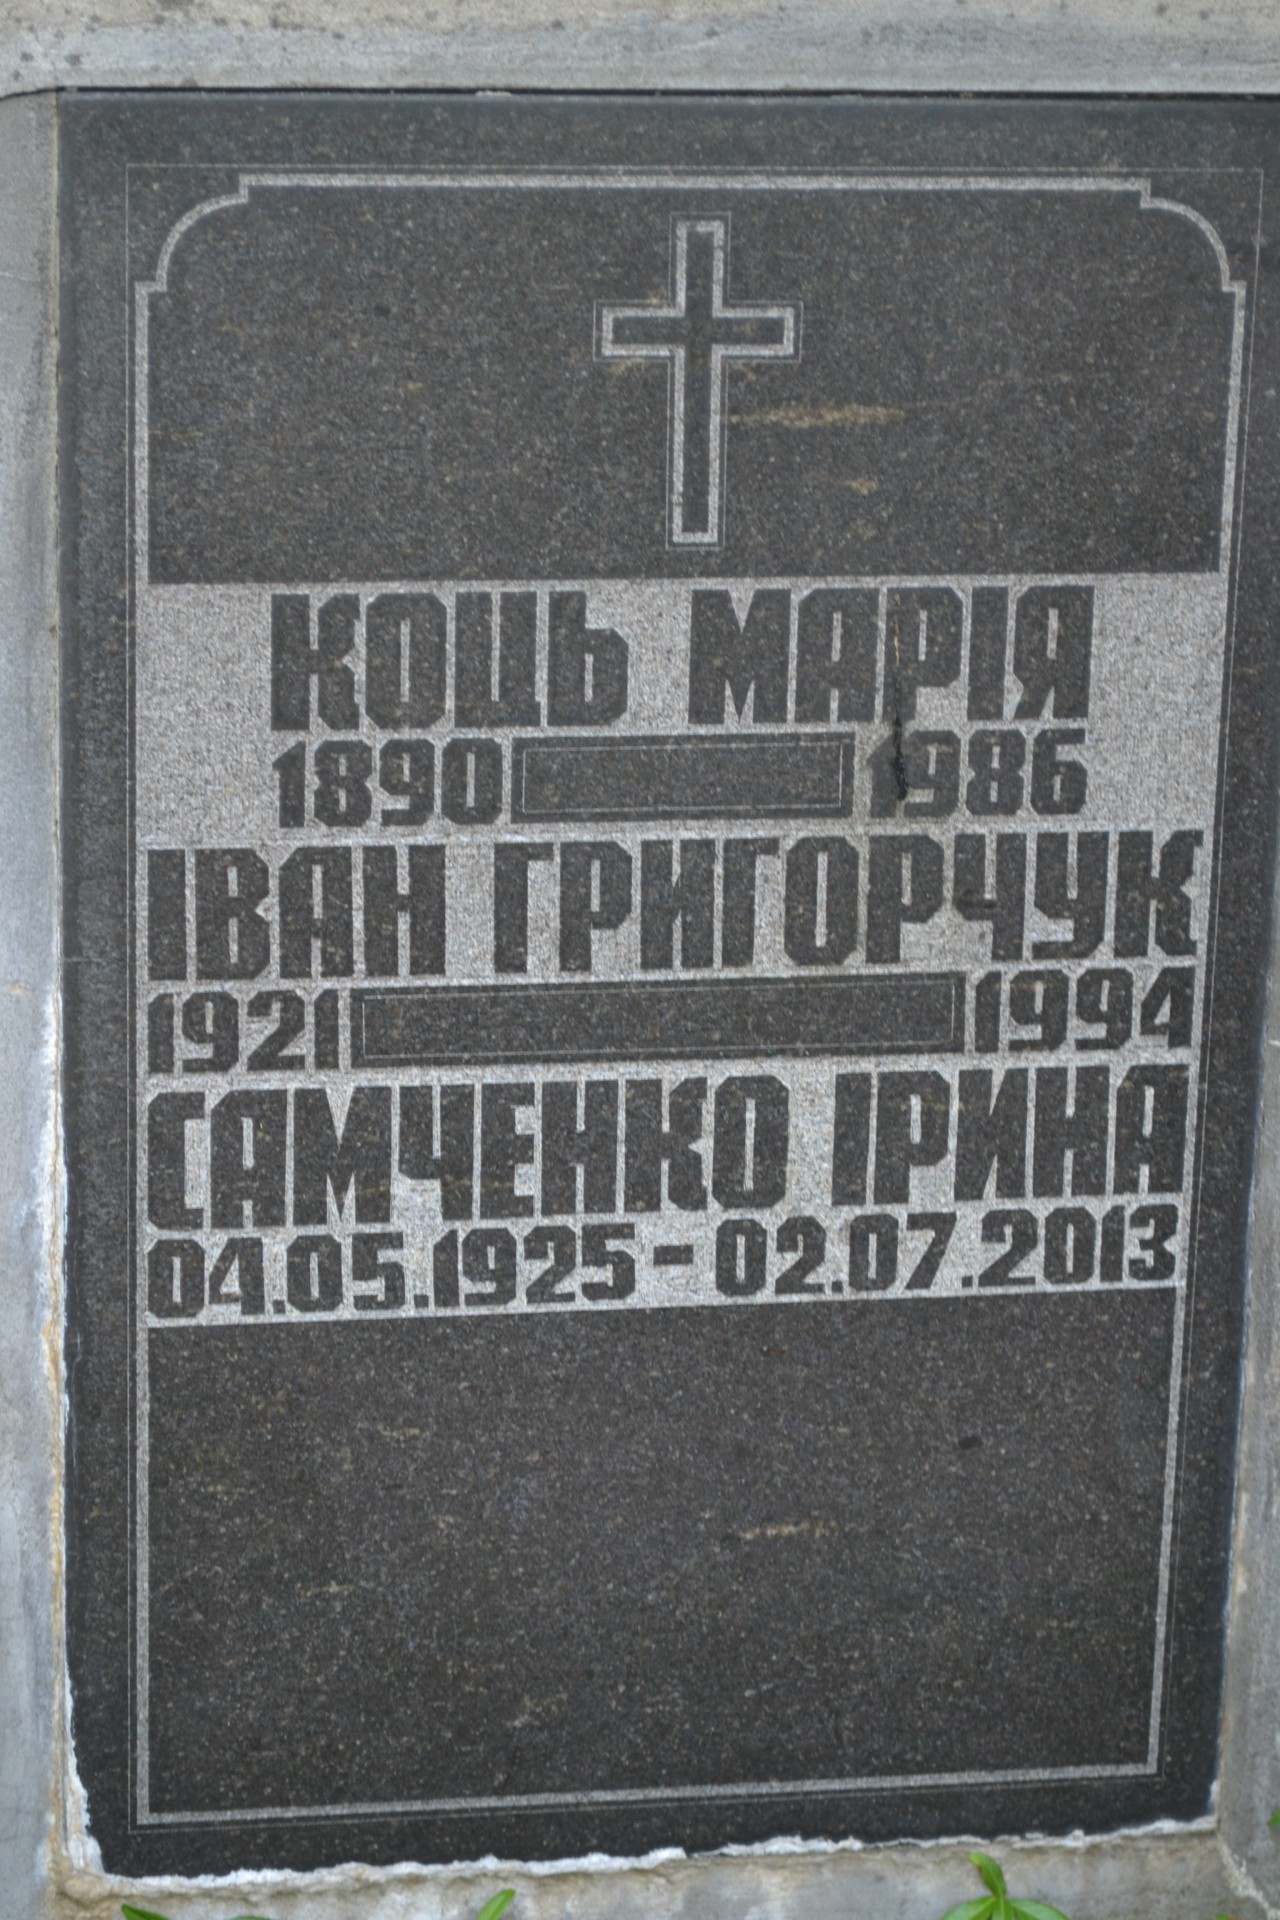 КОЦЬ МАРІЯ
1890 1986
ІВАН ГРИГОРЧУК
1921 1994
САМЧЕНКО ІРИНА
04.05.1925-02.07.2013